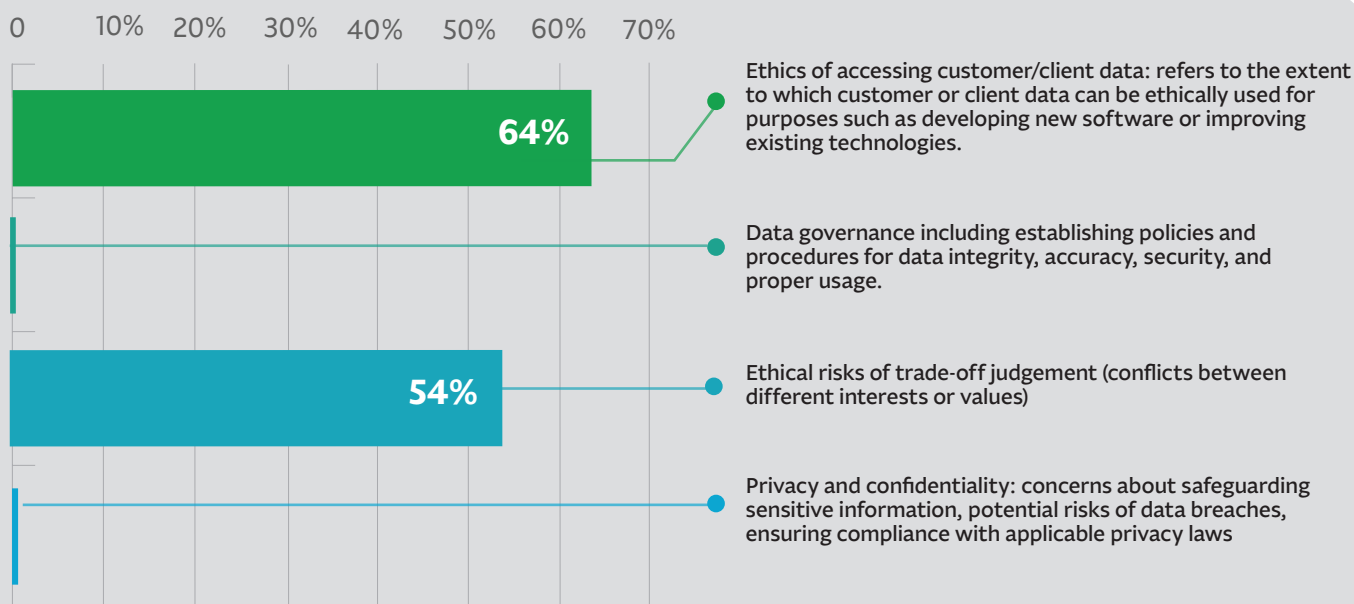 0 10% 20% 30% 40% 50% 60% 70%
64%
Ethics of accessing customer/client data: refers to the extent
to which customer or client data can be ethically used for
purposes such as developing new software or improving
existing technologies.
Data governance including establishing policies and
procedures for data integrity, accuracy, security, and
proper usage.
54%
Ethical risks of trade-off judgement (conflicts between
different interests or values)
Privacy and confidentiality: concerns about safeguarding
sensitive information, potential risks of data breaches,
ensuring compliance with applicable privacy laws